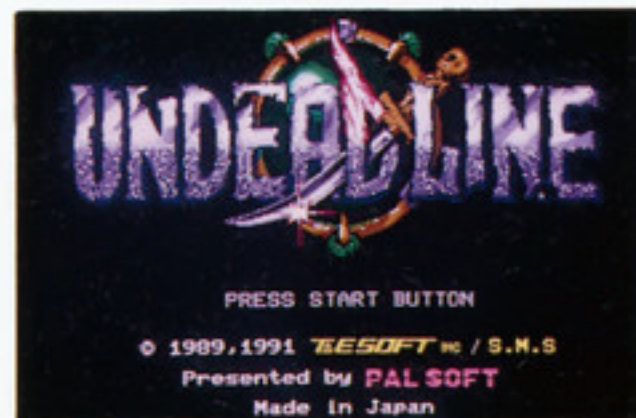 UNDEADLINE
PRESS START BUTTON
© 1989,1991 T&ESOFT INC / S.M.S
Presented by PAL SOFT
Made in Japan